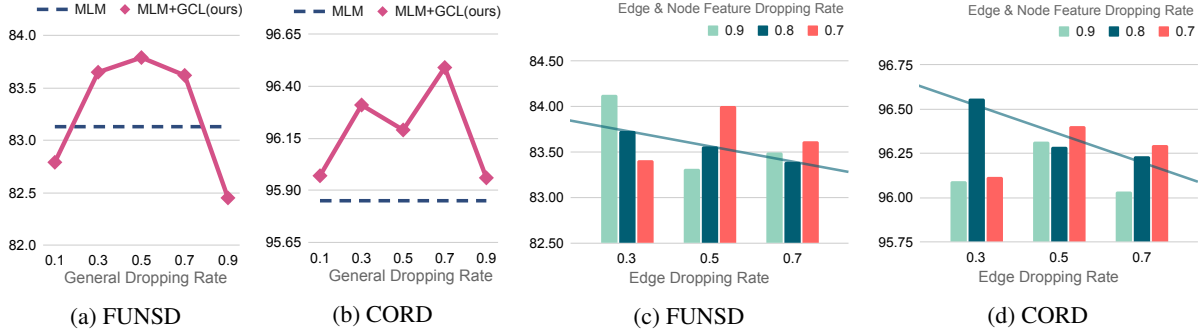 MLM MLM+GCL(ours)
84.0
83.5
83.0
82.5
82.0
0.1 0.3 0.5 0.7 0.9
General Dropping Rate
(a) FUNSD
MLM MLM+GCL(ours)
96.65
96.40
96.15
95.90
95.65
0.1 0.3 0.5 0.7 0.9
General Dropping Rate
(b) CORD
Edge & Node Feature Dropping Rate
0.9 0.8 0.7
84.50
84.00
83.50
83.00
82.50
0.3 0.5 0.7
Edge Dropping Rate
(c) FUNSD
Edge & Node Feature Dropping Rate
0.9 0.8 0.7
96.75
96.50
96.25
96.00
95.75
0.3 0.5 0.7
Edge Dropping Rate
(d) CORD